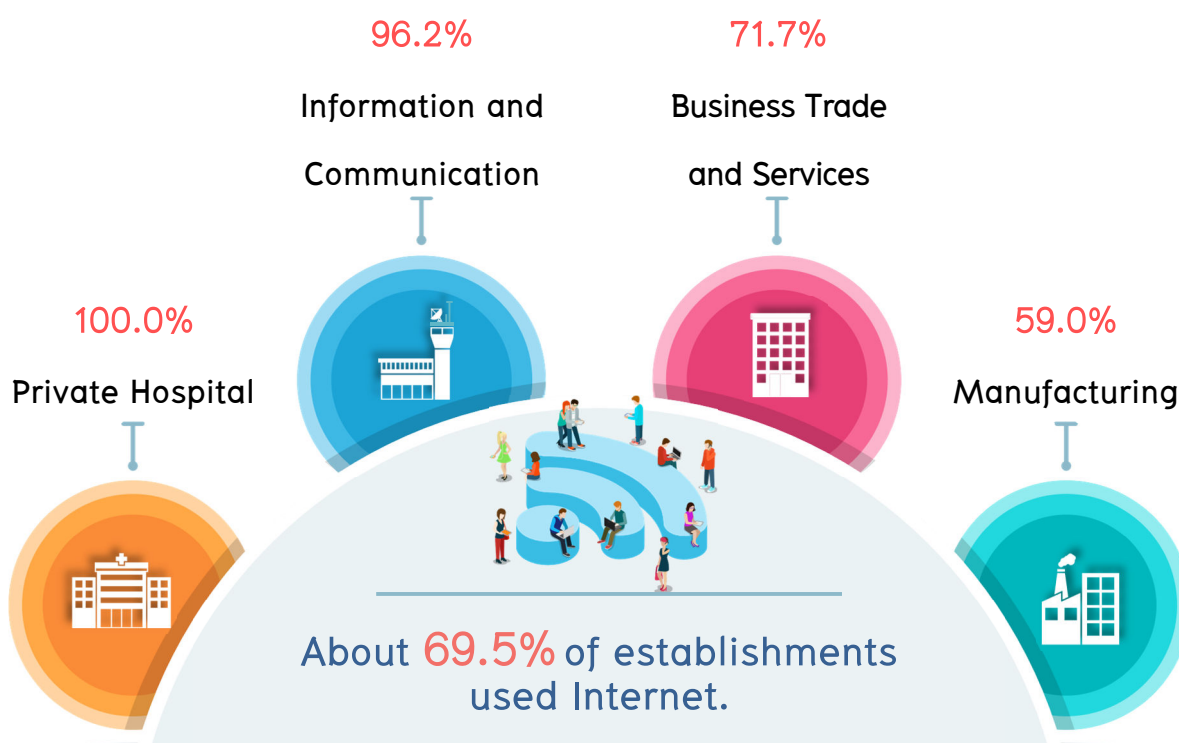 96.2%
Information and
Communication
71.7%
Business Trade
and Services
100.0%
Private Hospital
59.0%
Manufacturing
About 69.5% of establishments
used Internet.